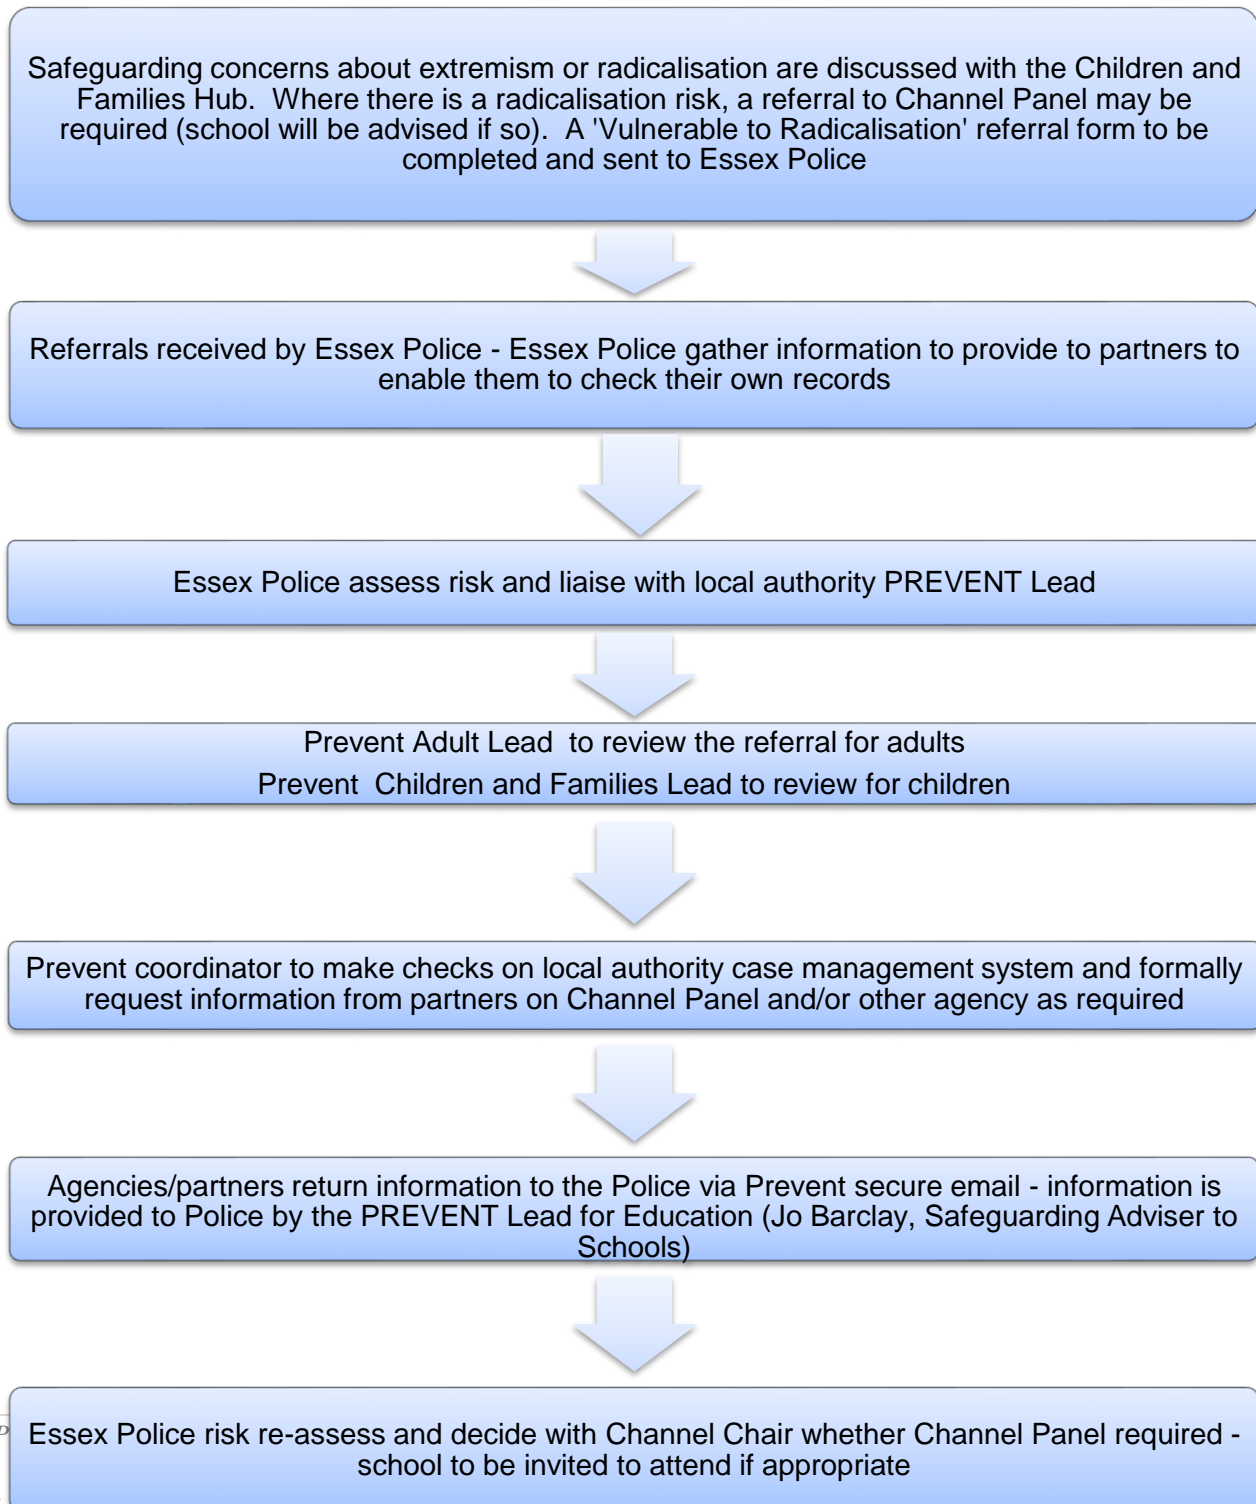 Safeguarding concerns about extremism or radicalisation are discussed with the Children and
Families Hub.  Where there is a radicalisation risk, a referral to Channel Panel may be
required (school will be advised if so).  A 'Vulnerable to Radicalisation' referral form to be
completed and sent to Essex Police
Referrals received by Essex Police - Essex Police gather information to provide to partners to
enable them to check their own records
Essex Police assess risk and liaise with local authority PREVENT Lead
Prevent Adult Lead  to review the referral for adults
Prevent  Children and Families Lead to review for children
Prevent coordinator to make checks on local authority case management system and formally
request information from partners on Channel Panel and/or other agency as required
Agencies/partners return information to the Police via Prevent secure email - information is
provided to Police by the PREVENT Lead for Education (Jo Barclay, Safeguarding Adviser to
Schools)
Essex Police risk re-assess and decide with Channel Chair whether Channel Panel required -
school to be invited to attend if appropriate